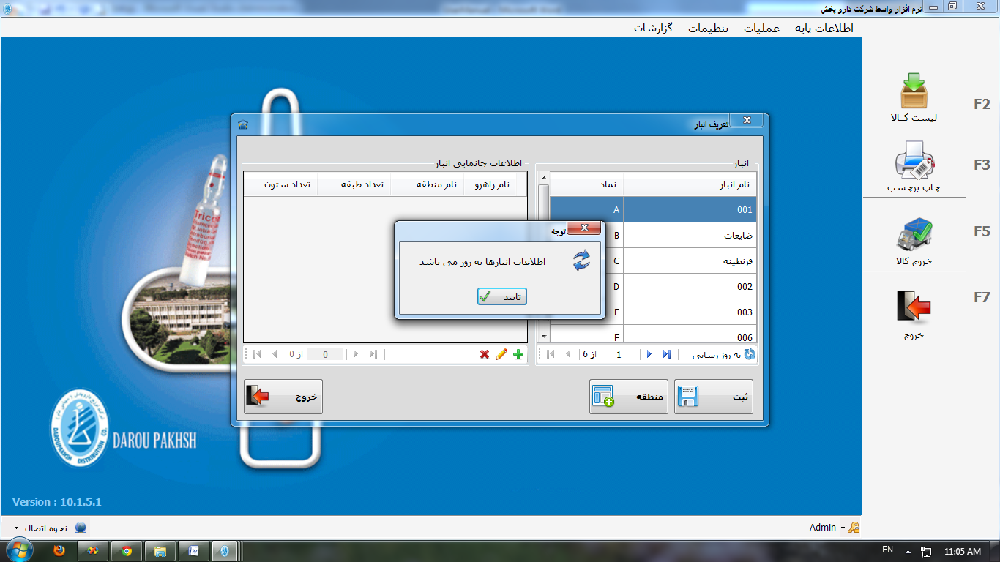 نرم افزار واسط شرکت دارو پخش
اطلاعات پایه
عملیات
تنظیمات
گزارشات
F2
لیست کـالا
F3
چاپ برچسب
F5
خروج کالا
F7
خروج
تعریف انبار
انبار
نام انبار
نماد
001
A
ضایعات
B
قرنطینه
C
002
D
003
E
006
F
به روز رسانی
1
از 6
اطلاعات جانمایی انبار
نام راهرو
نام منطقه
تعداد طبقه
تعداد ستون
0
از 0
توجه
اطلاعات انبارها به روز می باشد
تایید
ثبت
منطقه
خروج
Tricot
DAROUPAKHSH DISTRIBUTION CO.
DAROU PAKHSH
Version : 10.1.5.1
نحوه اتصال
Admin
EN
11:05 AM